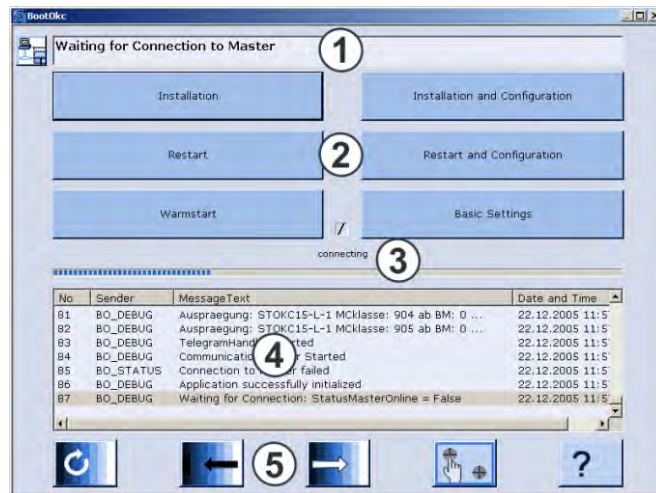 BootOkc
Waiting for Connection to Master
1
Installation
Installation and Configuration
Restart
2
Restart and Configuration
Warmstart
Basic Settings
connecting
3
No Sender MessageText Date and Time
81 BO_DEBUG Auspraegung: STOKC15-L-1 MCklasse: 904 ab BM: 0 ... 22.12.2005 11:5
82 BO_DEBUG Auspraegung: STOKC15-L-1 MCklasse: 905 ab BM: 0 ... 22.12.2005 11:5
83 BO_DEBUG TelegramHand rted 22.12.2005 11:5
84 BO_DEBUG Communicatio r Started 22.12.2005 11:5
4
85 BO_STATUS Connection to er failed 22.12.2005 11:5
86 BO_DEBUG Application successfully initialized 22.12.2005 11:5
87 BO_DEBUG Waiting for Connection: StatusMasterOnline = False 22.12.2005 11:5
5
?